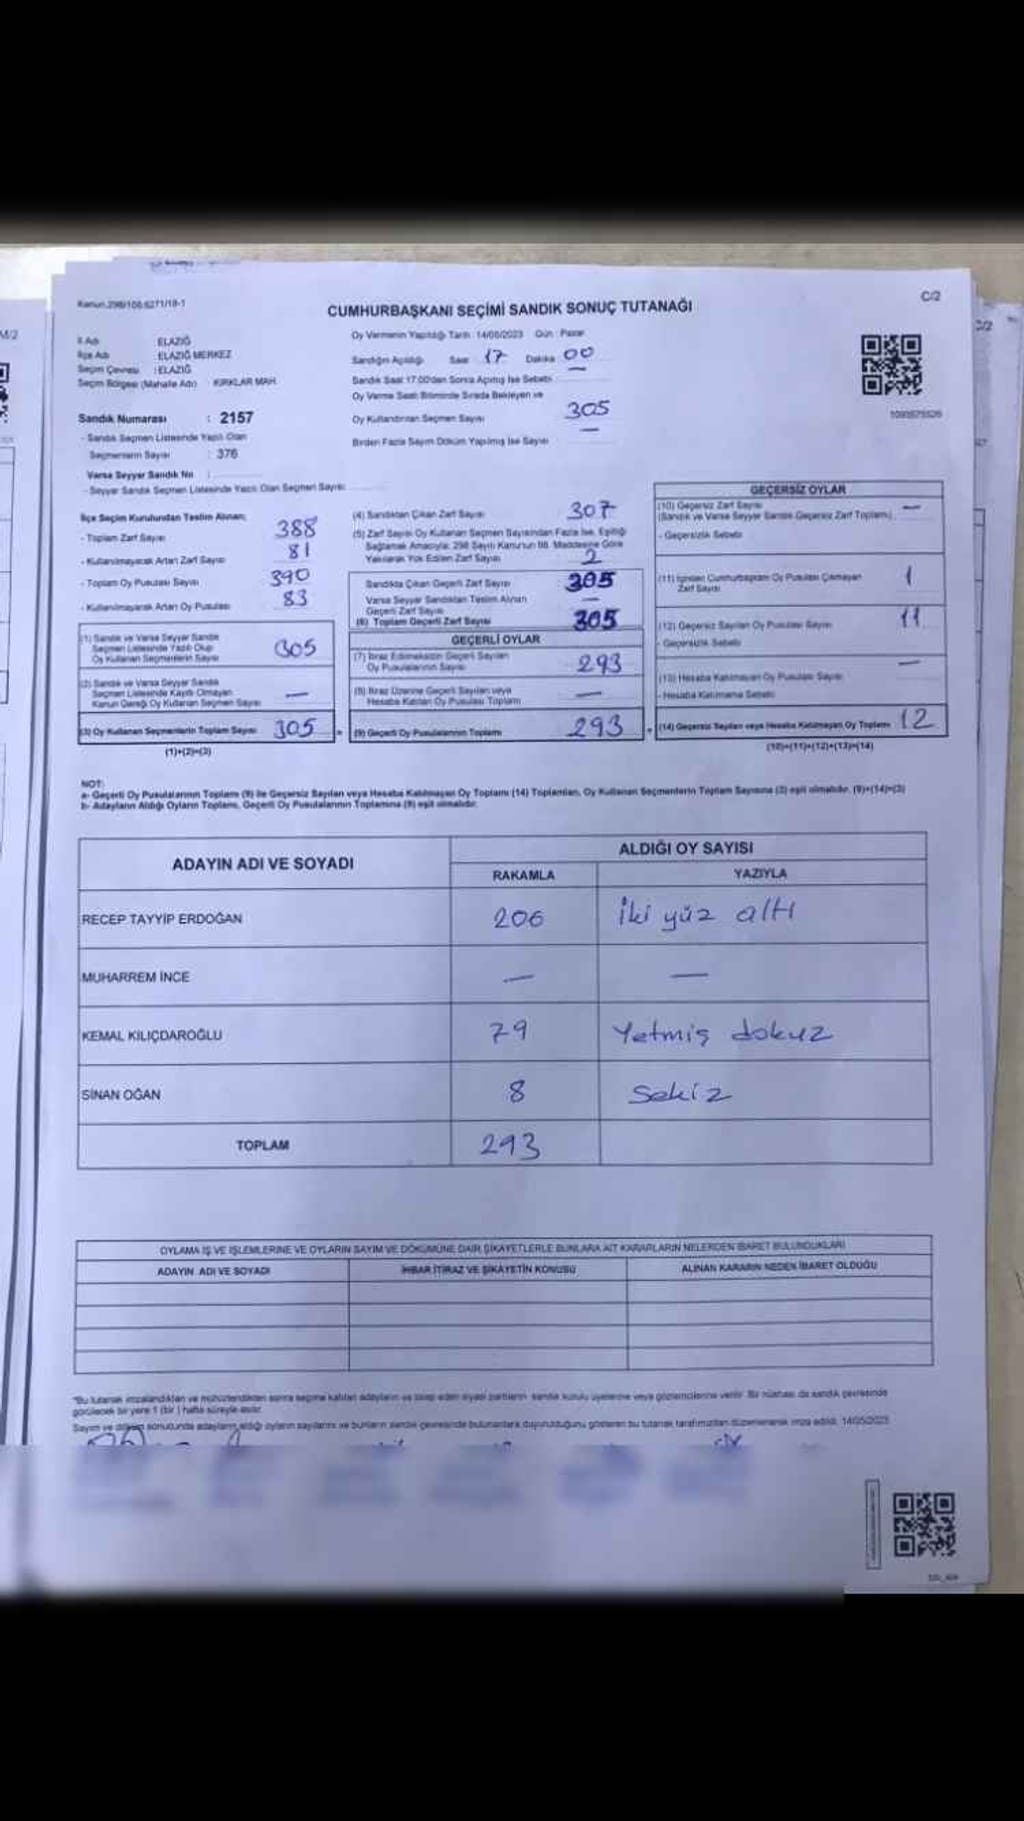 Kanun.298/106.6271/18-1
C/2
CUMHURBAŞKANI SEÇİMİ SANDIK SONUÇ TUTANAĞI
İl Adı ELAZIĞ
İlçe Adı ELAZIĞ MERKEZ
Seçim Çevresi : ELAZIĞ
Seçim Bölgesi (Mahalle Adı) KIRKLAR MAH.
Oy Vermenin Yapıldığı Tarih : 14/05/2023 Gün : Pazar
Sandığın Açıldığı Saat 17 Dakika 00
Sandık Saat 17:00'dan Sonra Açılmış İse Sebebi —
Oy Verme Saati Bitiminde Sırada Bekleyen ve
Oy Kullandırılan Seçmen Sayısı 305
Birden Fazla Sayım Döküm Yapılmış İse Sayısı —
Sandık Numarası : 2157
- Sandık Seçmen Listesinde Yazılı Olan
Seçmenlerin Sayısı : 376
Varsa Seyyar Sandık No :
- Seyyar Sandık Seçmen Listesinde Yazılı Olan Seçmen Sayısı:
İlçe Seçim Kurulundan Teslim Alınan;
- Toplam Zarf Sayısı 388
- Kullanılmayarak Artan Zarf Sayısı 81
- Toplam Oy Pusulası Sayısı 390
- Kullanılmayarak Artan Oy Pusulası 83
(1) Sandık ve Varsa Seyyar Sandık
Seçmen Listesinde Yazılı Olup
Oy Kullanan Seçmenlerin Sayısı 305
(2) Sandık ve Varsa Seyyar Sandık
Seçmen Listesinde Kayıtlı Olmayan
Kanun Gereği Oy Kullanan Seçmen Sayısı —
(3) Oy Kullanan Seçmenlerin Toplam Sayısı 305
(1)+(2)=(3)
(4) Sandıktan Çıkan Zarf Sayısı 307
(5) Zarf Sayısı Oy Kullanan Seçmen Sayısından Fazla İse, Eşitliği
Sağlamak Amacıyla; 298 Sayılı Kanunun 98. Maddesine Göre
Yakılarak Yok Edilen Zarf Sayısı 2
Sandıkta Çıkan Geçerli Zarf Sayısı 305
Varsa Seyyar Sandıktan Teslim Alınan
Geçerli Zarf Sayısı —
(6) Toplam Geçerli Zarf Sayısı 305
GEÇERLİ OYLAR
(7) İtiraz Edilmeksizin Geçerli Sayılan
Oy Pusulalarının Sayısı 293
(8) İtiraz Üzerine Geçerli Sayılan veya
Hesaba Katılan Oy Pusulası Toplamı —
(9) Geçerli Oy Pusulalarının Toplamı 293
GEÇERSİZ OYLAR
(10) Geçersiz Zarf Sayısı
(Sandık ve Varsa Seyyar Sandık Geçersiz Zarf Toplamı) —
- Geçersizlik Sebebi
(11) İçinden Cumhurbaşkanı Oy Pusulası Çıkmayan
Zarf Sayısı 1
(12) Geçersiz Sayılan Oy Pusulası Sayısı 11
- Geçersizlik Sebebi
(13) Hesaba Katılmayan Oy Pusulası Sayısı —
- Hesaba Katılmama Sebebi
(14) Geçersiz Sayılan veya Hesaba Katılmayan Oy Toplamı 12
(10)+(11)+(12)+(13)=(14)
NOT:
a- Geçerli Oy Pusulalarının Toplamı (9) ile Geçersiz Sayılan veya Hesaba Katılmayan Oy Toplamı (14) Toplamları, Oy Kullanan Seçmenlerin Toplam Sayısına (3) eşit olmalıdır. (9)+(14)=(3)
b- Adayların Aldığı Oyların Toplamı, Geçerli Oy Pusulalarının Toplamına (9) eşit olmalıdır.
ADAYIN ADI VE SOYADI ALDIĞI OY SAYISI
RAKAMLA YAZIYLA
RECEP TAYYİP ERDOĞAN 206 İki yüz altı
MUHARREM İNCE — —
KEMAL KILIÇDAROĞLU 79 Yetmiş dokuz
SİNAN OĞAN 8 Sekiz
TOPLAM 293
OYLAMA İŞ VE İŞLEMLERİNE VE OYLARIN SAYIM VE DÖKÜMÜNE DAİR ŞİKAYETLERLE BUNLARA AİT KARARLARIN NELERDEN İBARET BULUNDUKLARI
ADAYIN ADI VE SOYADI İHBAR İTİRAZ VE ŞİKAYETİN KONUSU ALINAN KARARIN NEDEN İBARET OLDUĞU
*Bu tutanak imzalandıktan ve mühürlendikten sonra seçime katılan adayların ve talep eden siyasi partilerin sandık kurulu üyelerine veya gözlemcilerine verilir. Bir nüshası da sandık çevresinde
görülecek bir yere 1 (bir) hafta süreyle asılır.
Sayım ve döküm sonucunda adayların aldığı oyların sayılarını ve bunların sandık çevresinde bulunanlara duyurulduğunu gösteren bu tutanak tarafımızdan düzenlenerek imza edildi. 14/05/2023